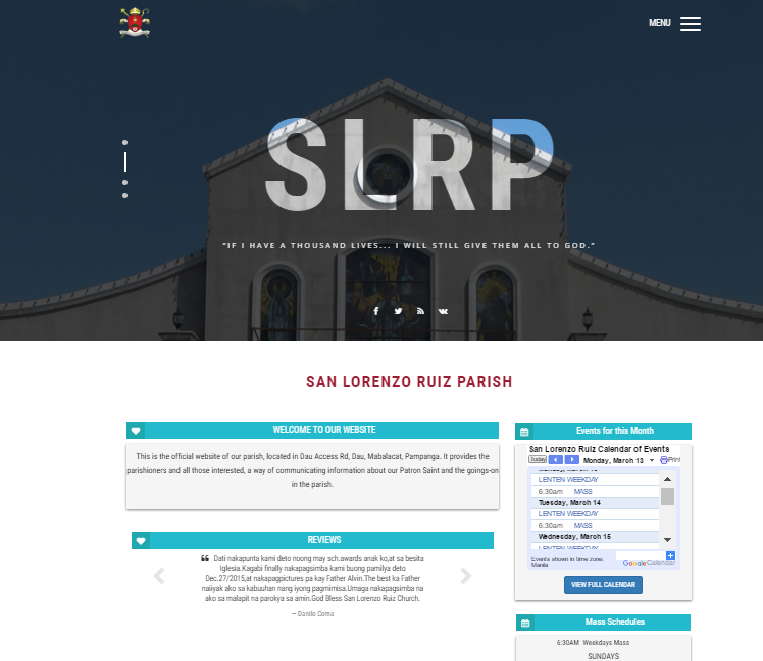 MENU
SLRP
"IF I HAVE A THOUSAND LIVES... I WILL STILL GIVE THEM ALL TO GOD."
SAN LORENZO RUIZ PARISH
WELCOME TO OUR WEBSITE
This is the official website of our parish, located in Dau Access Rd, Dau, Mabalacat, Pampanga. It provides the
parishioners and all those interested, a way of communicating information about our Patron Saint and the goings-on
in the parish.
REVIEWS
Dati nakapunta kami dieto noong may sch.awards anak ko,at sa besita
Iglesia.Kagabi finally nakapagsimba ikami buong pamilya deto
Dec.27/2015,at nakapagpictures pa kay Father Alvin.The best ka Father
naiiyak ako sa kabuuhan nang iyong pagmimisa.Umaga nakapagsimba na
ako sa malapit na parokya sa amin.God Bless San Lorenzo Ruiz Church.
— Danilo Coma
Events for this Month
San Lorenzo Ruiz Calendar of Events
Today Monday, March 13 Print
LENTEN WEEKDAY
6:30am MASS
Tuesday, March 14
LENTEN WEEKDAY
6:30am MASS
Wednesday, March 15
LENTEN WEEKDAY
Events shown in time zone:
Manila
Google Calendar
VIEW FULL CALENDAR
Mass Schedules
6:30AM Weekdays Mass
SUNDAYS